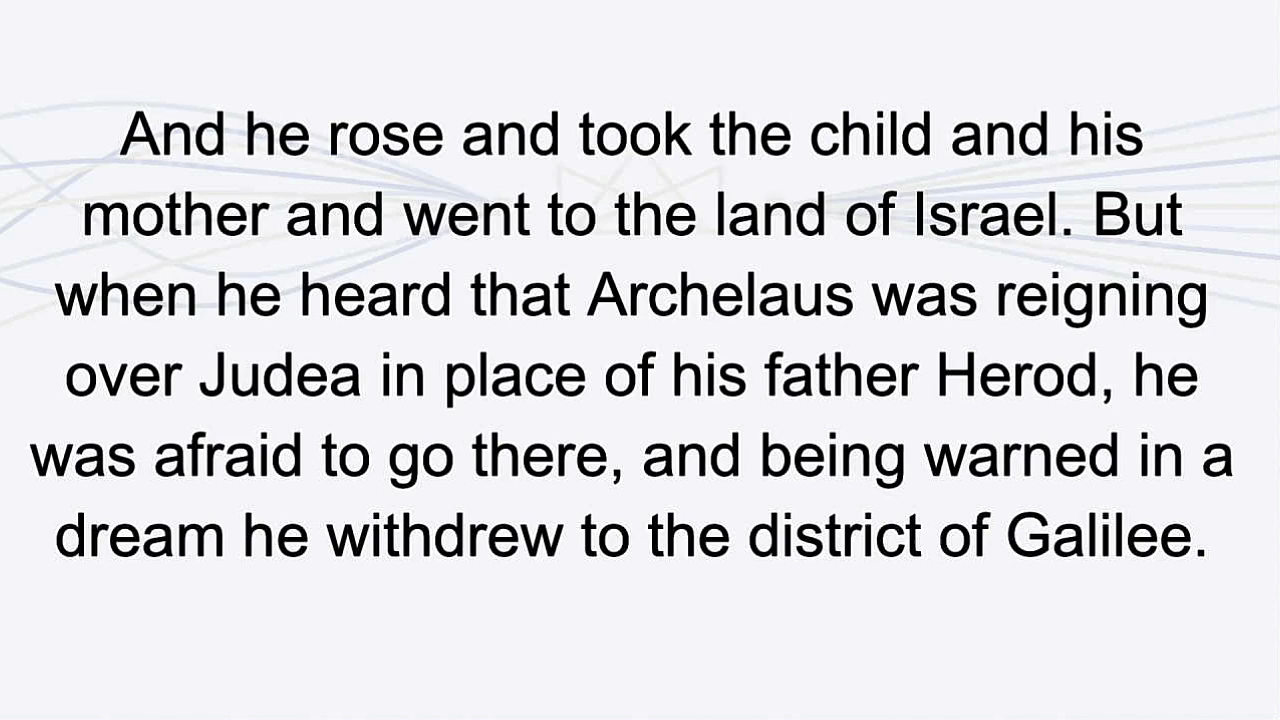 And he rose and took the child and his
mother and went to the land of Israel. But
when he heard that Archelaus was reigning
over Judea in place of his father Herod, he
was afraid to go there, and being warned in a
dream he withdrew to the district of Galilee.